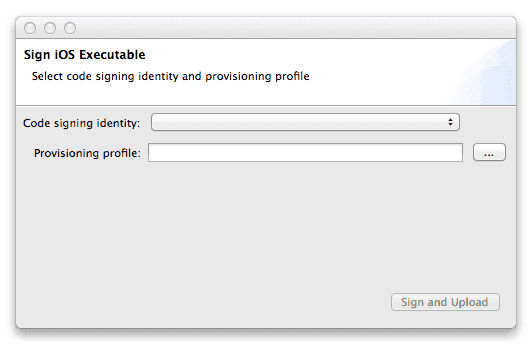 Sign iOS Executable
Select code signing identity and provisioning profile
Code signing identity:
Provisioning profile:
...
Sign and Upload